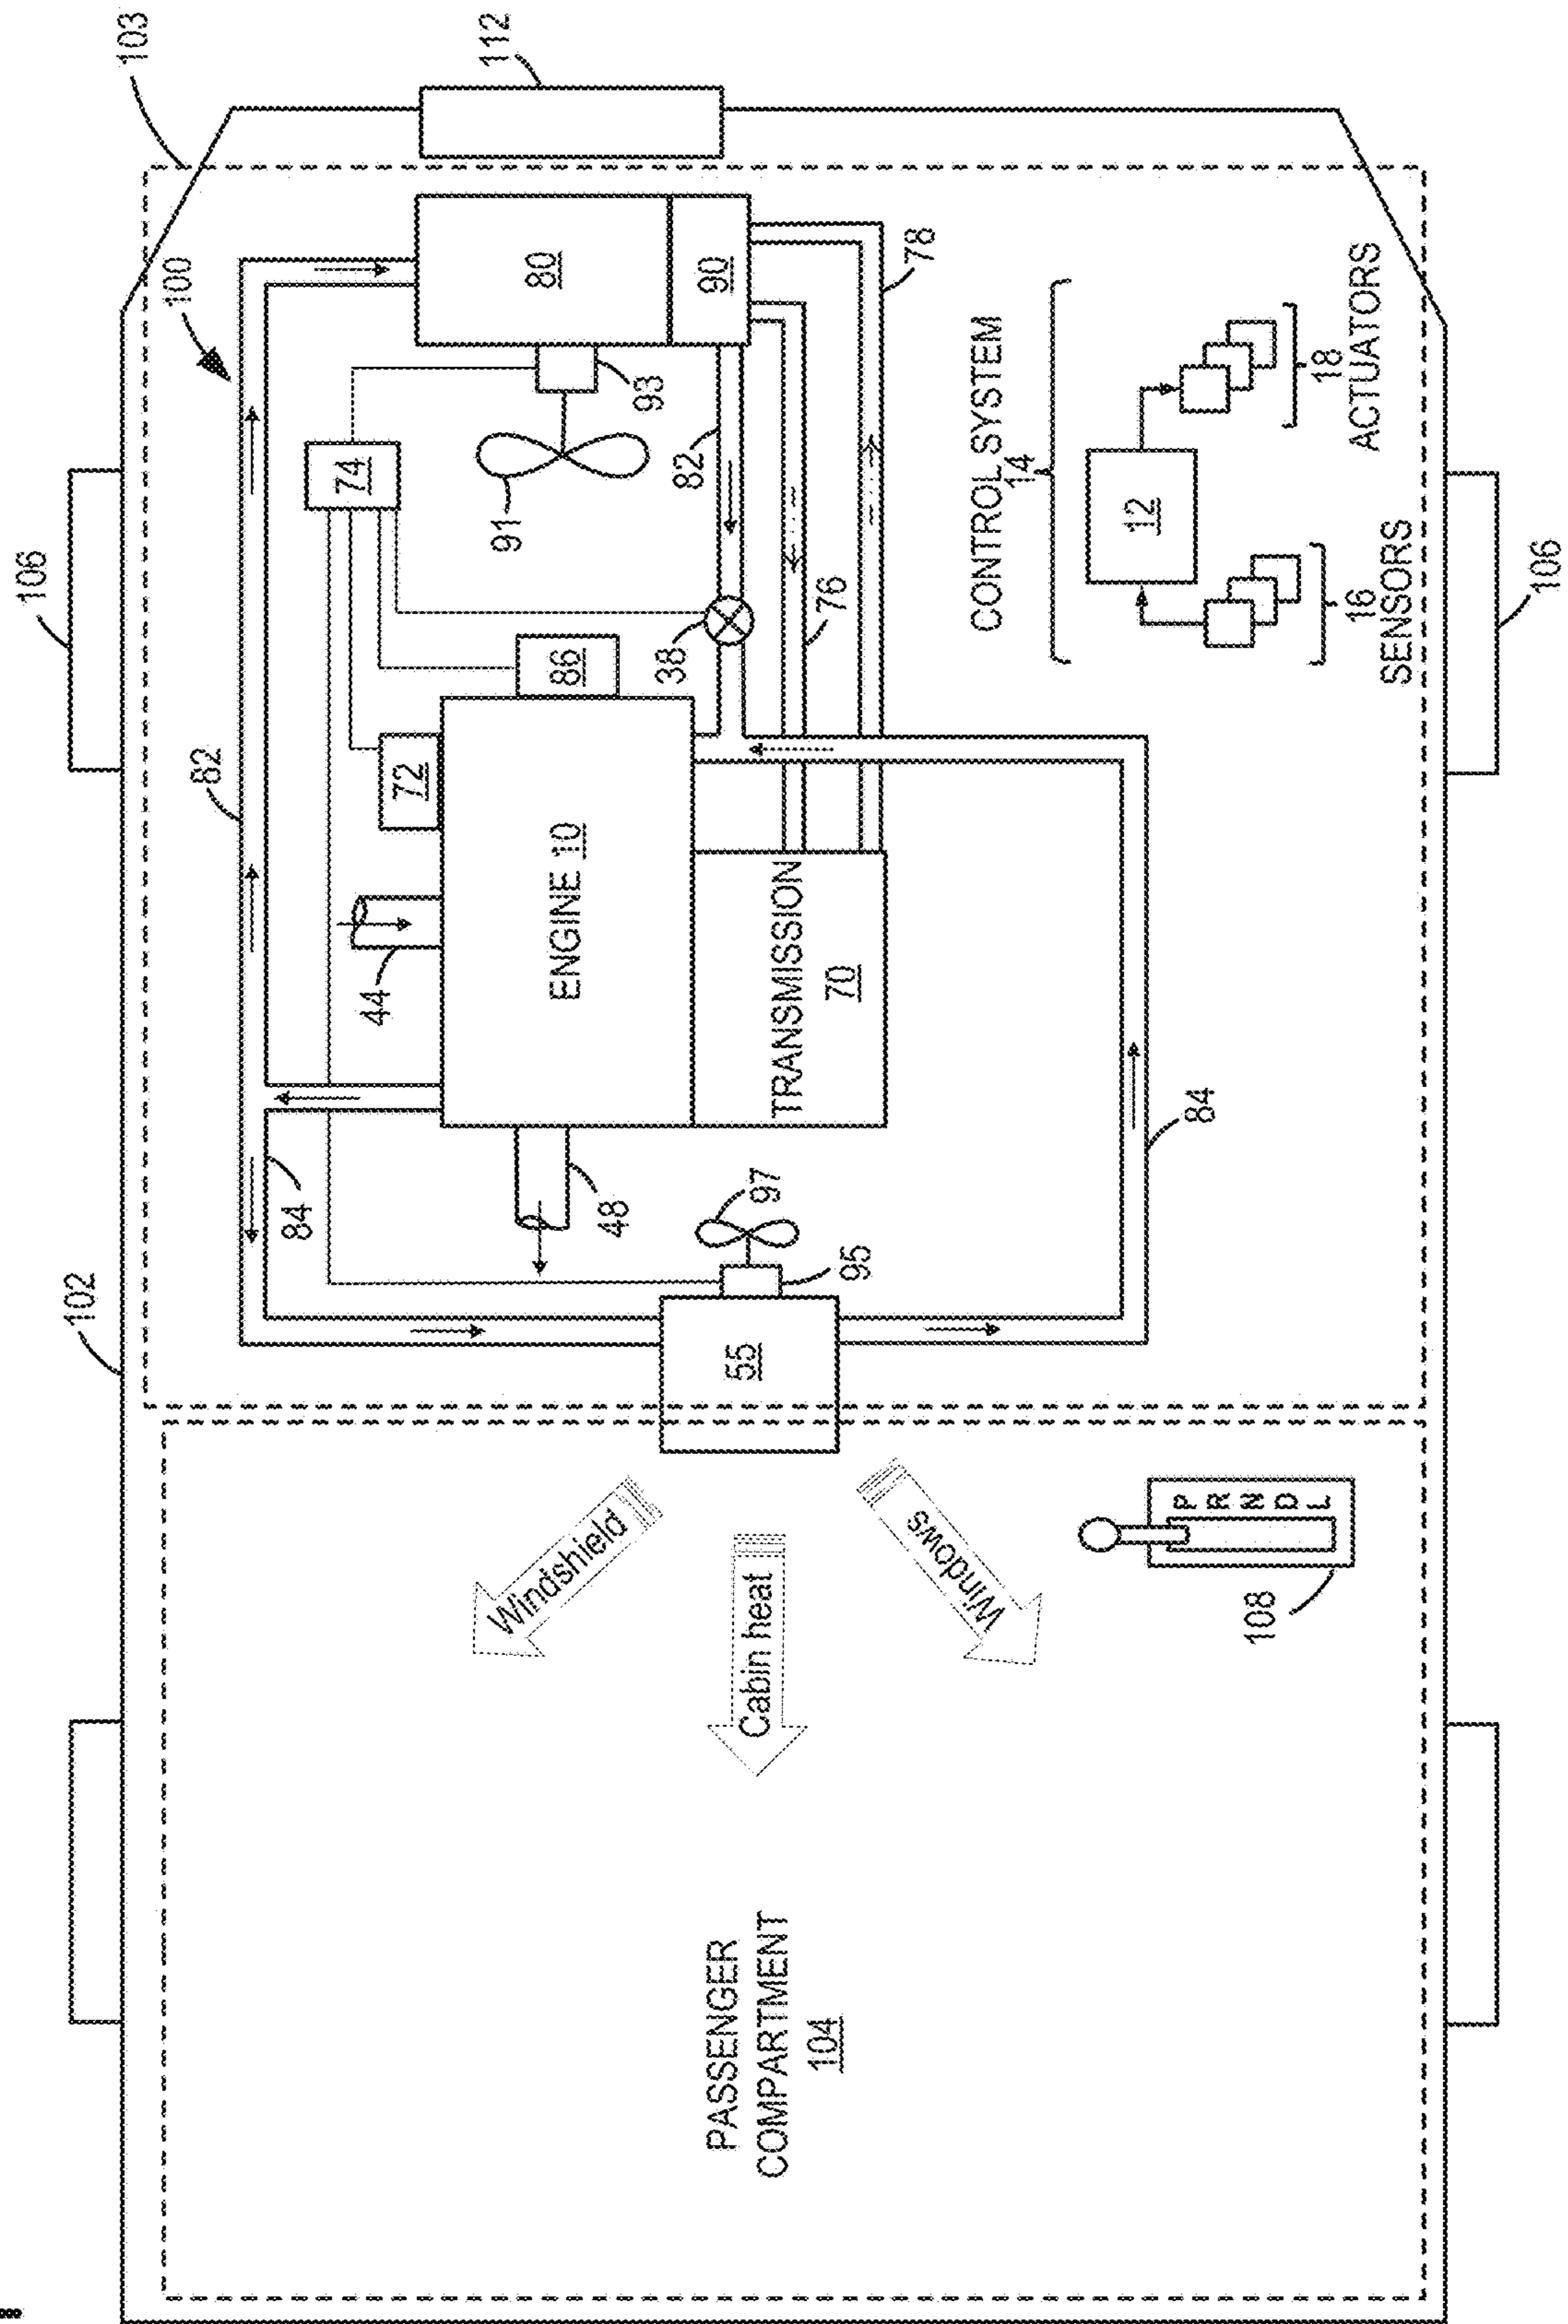 103
112
106
100
82
80
90
93
91
74
82
78
76
38
86
72
44
ENGINE 10
TRANSMISSION
70
CONTROL SYSTEM
14
12
18
ACTUATORS
16
SENSORS
106
102
84
48
97
95
84
55
Windshield
Cabin heat
Windows
P R N D L
108
PASSENGER
COMPARTMENT
104